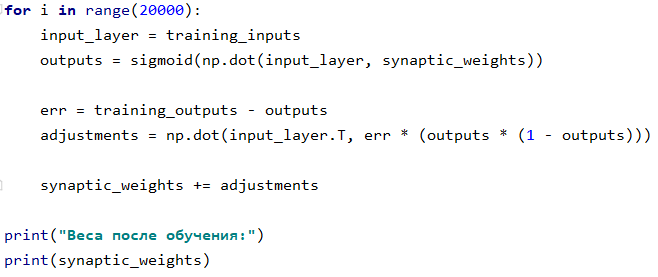 for i in range(20000):
    input_layer = training_inputs
    outputs = sigmoid(np.dot(input_layer, synaptic_weights))

    err = training_outputs - outputs
    adjustments = np.dot(input_layer.T, err * (outputs * (1 - outputs)))

    synaptic_weights += adjustments

print("Веса после обучения:")
print(synaptic_weights)